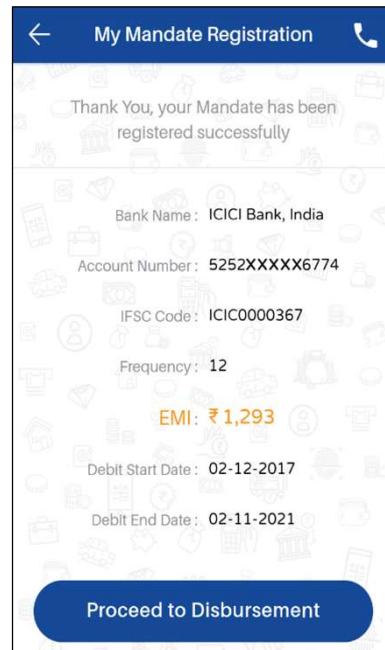 My Mandate Registration
Thank You, your Mandate has been
registered successfully
Bank Name : ICICI Bank, India
Account Number : 5252XXXXX6774
IFSC Code : ICIC0000367
Frequency : 12
EMI : ₹ 1,293
Debit Start Date : 02-12-2017
Debit End Date : 02-11-2021
Proceed to Disbursement